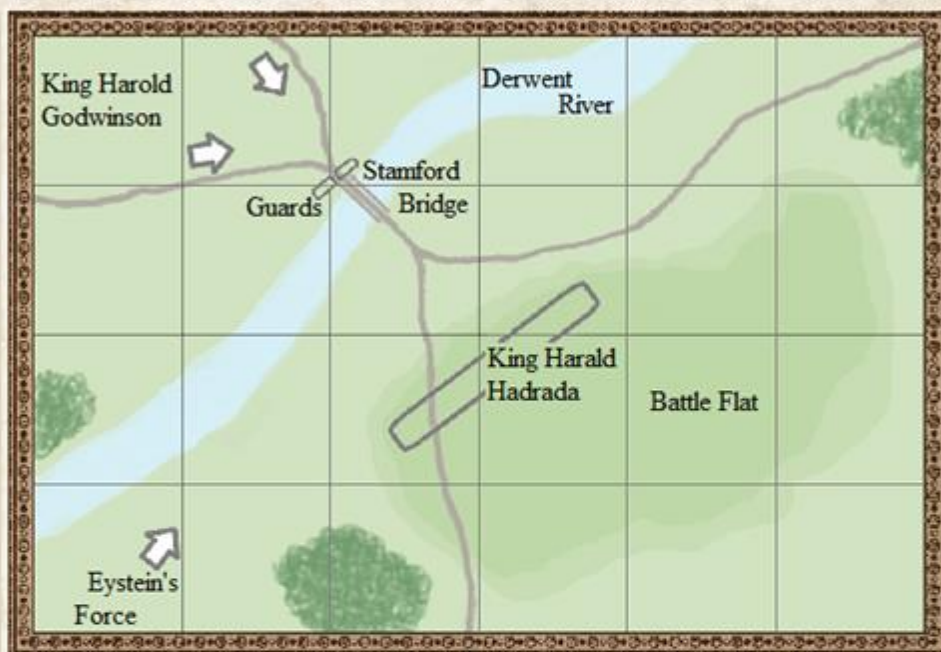 King Harold
Godwinson
Derwent
River
Stamford
Bridge
Guards
King Harald
Hadrada
Battle Flat
Eystein's
Force